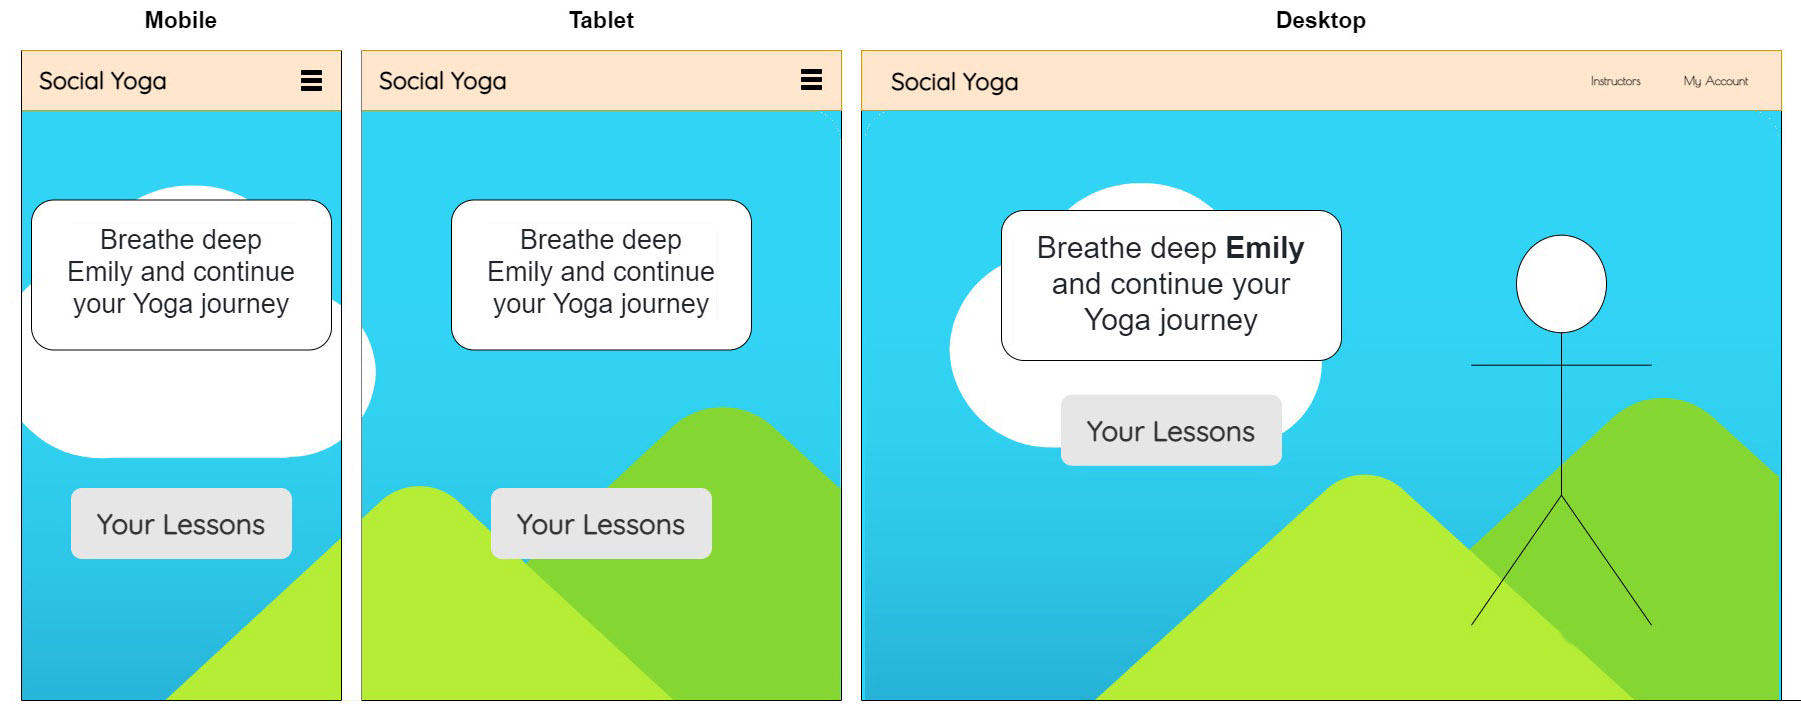 Mobile
Social Yoga
Breathe deep
Emily and continue
your Yoga journey
Your Lessons
Tablet
Social Yoga
Breathe deep
Emily and continue
your Yoga journey
Your Lessons
Desktop
Social Yoga
Instructors
My Account
Breathe deep Emily
and continue your
Yoga journey
Your Lessons